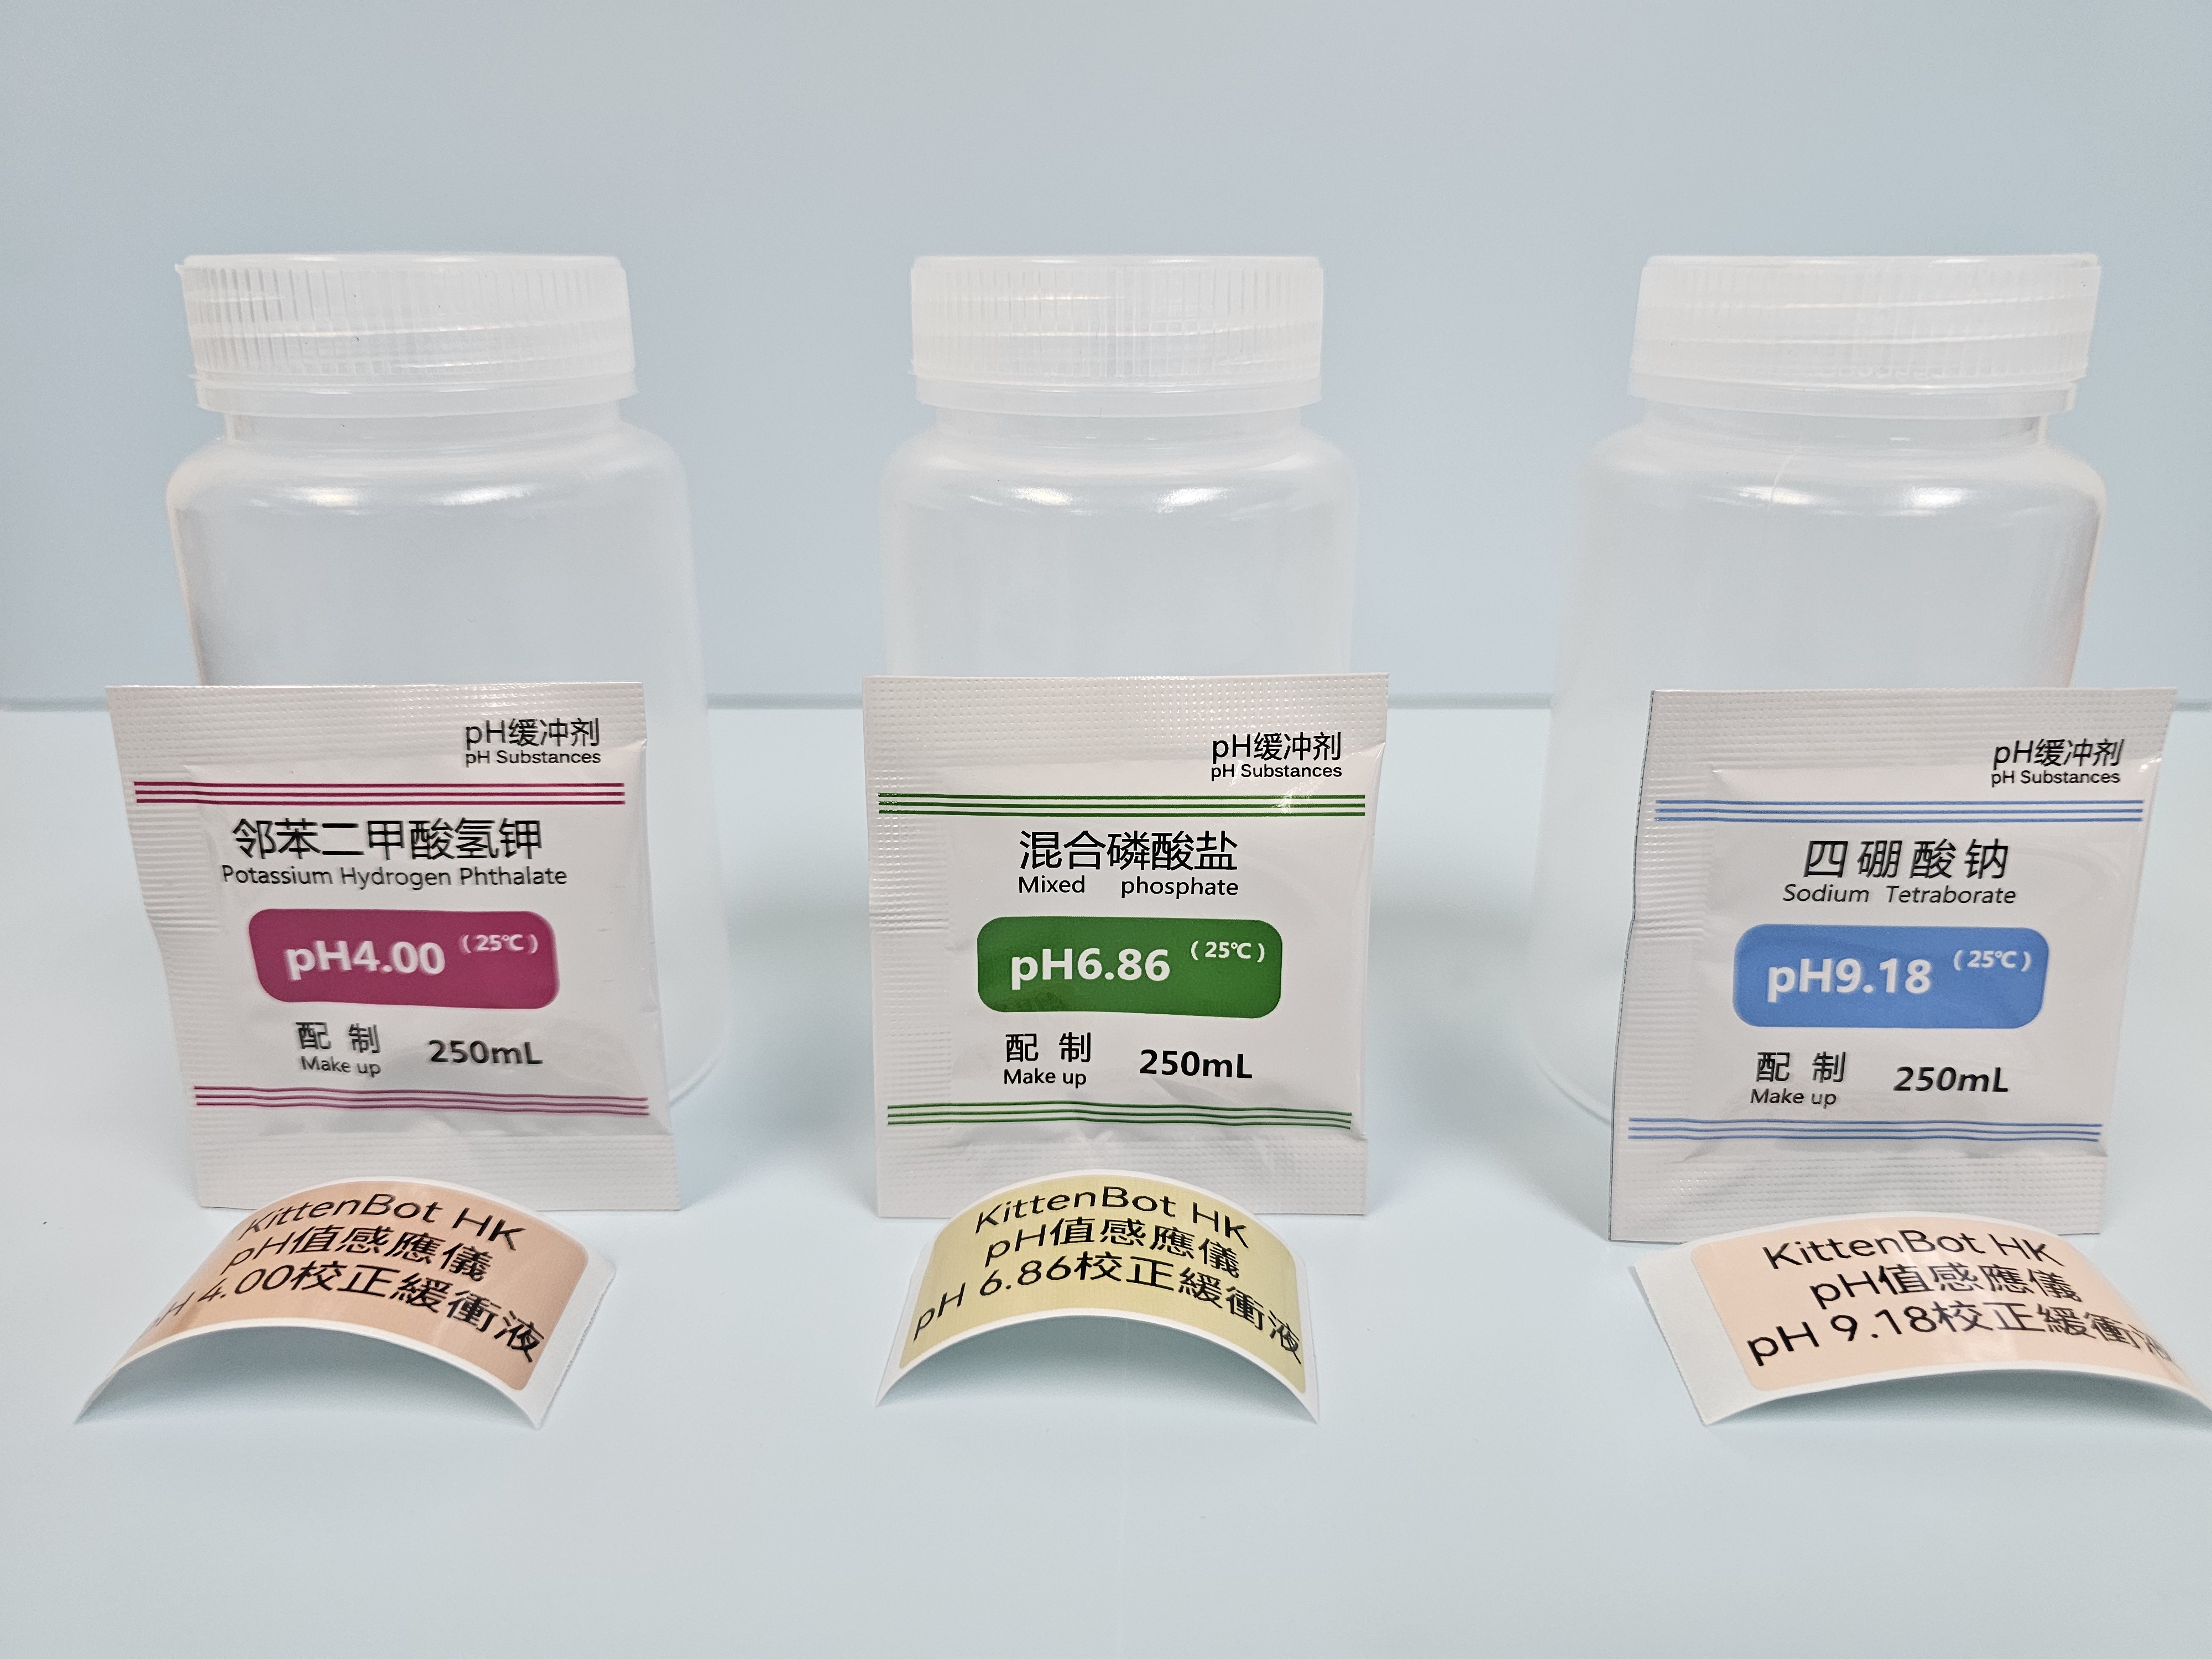 pH缓冲剂
pH Substances
邻苯二甲酸氢钾
Potassium Hydrogen Phthalate
pH4.00 (25℃)
配 制 250mL
Make up
KittenBot HK
pH值感應儀
4.00校正緩衝液
pH缓冲剂
pH Substances
混合磷酸盐
Mixed phosphate
pH6.86 (25℃)
配 制 250mL
Make up
KittenBot HK
pH值感應儀
pH 6.86校正緩衝液
pH缓冲剂
pH Substances
四硼酸钠
Sodium Tetraborate
pH9.18 (25℃)
配 制 250mL
Make up
KittenBot HK
pH值感應儀
pH 9.18校正緩衝液